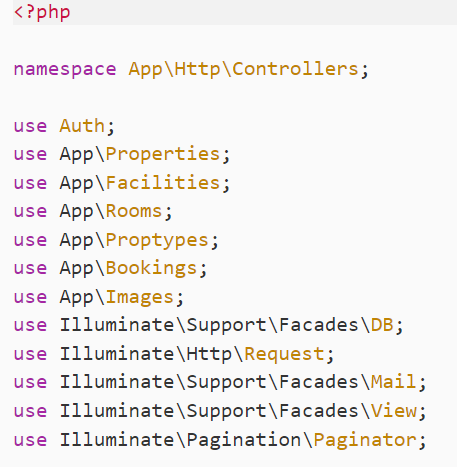 <?php
namespace App\Http\Controllers;
use Auth;
use App\Properties;
use App\Facilities;
use App\Rooms;
use App\Proptypes;
use App\Bookings;
use App\Images;
use Illuminate\Support\Facades\DB;
use Illuminate\Http\Request;
use Illuminate\Support\Facades\Mail;
use Illuminate\Support\Facades\View;
use Illuminate\Pagination\Paginator;